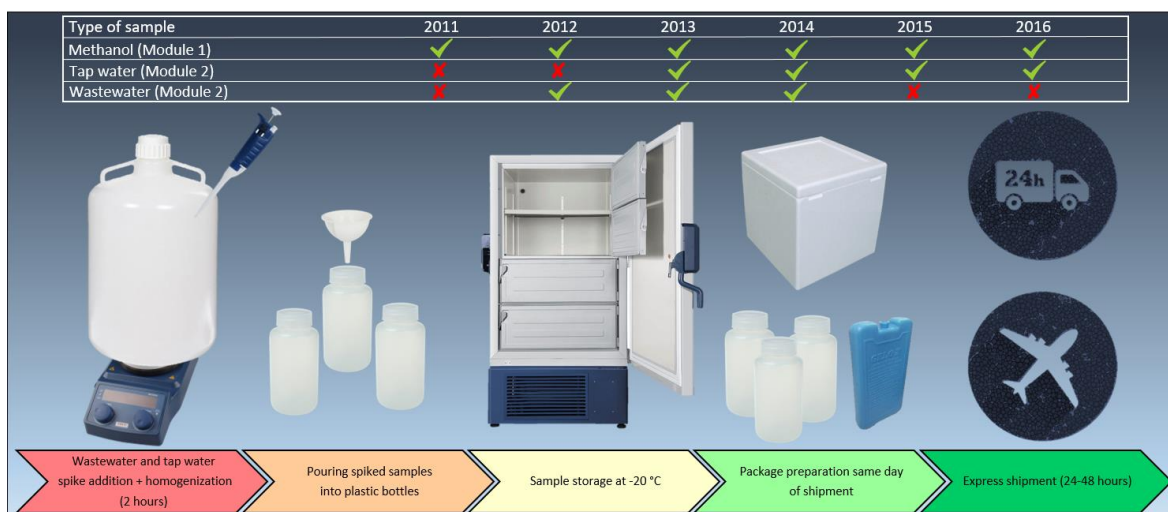 Type of sample 2011 2012 2013 2014 2015 2016
Methanol (Module 1) ✓ ✓ ✓ ✓ ✓ ✓
Tap water (Module 2) ✗ ✗ ✓ ✓ ✓ ✓
Wastewater (Module 2) ✗ ✓ ✓ ✓ ✗ ✗
24h
Wastewater and tap water
spike addition + homogenization
(2 hours)
Pouring spiked samples
into plastic bottles
Sample storage at -20 °C
Package preparation same day
of shipment
Express shipment (24-48 hours)